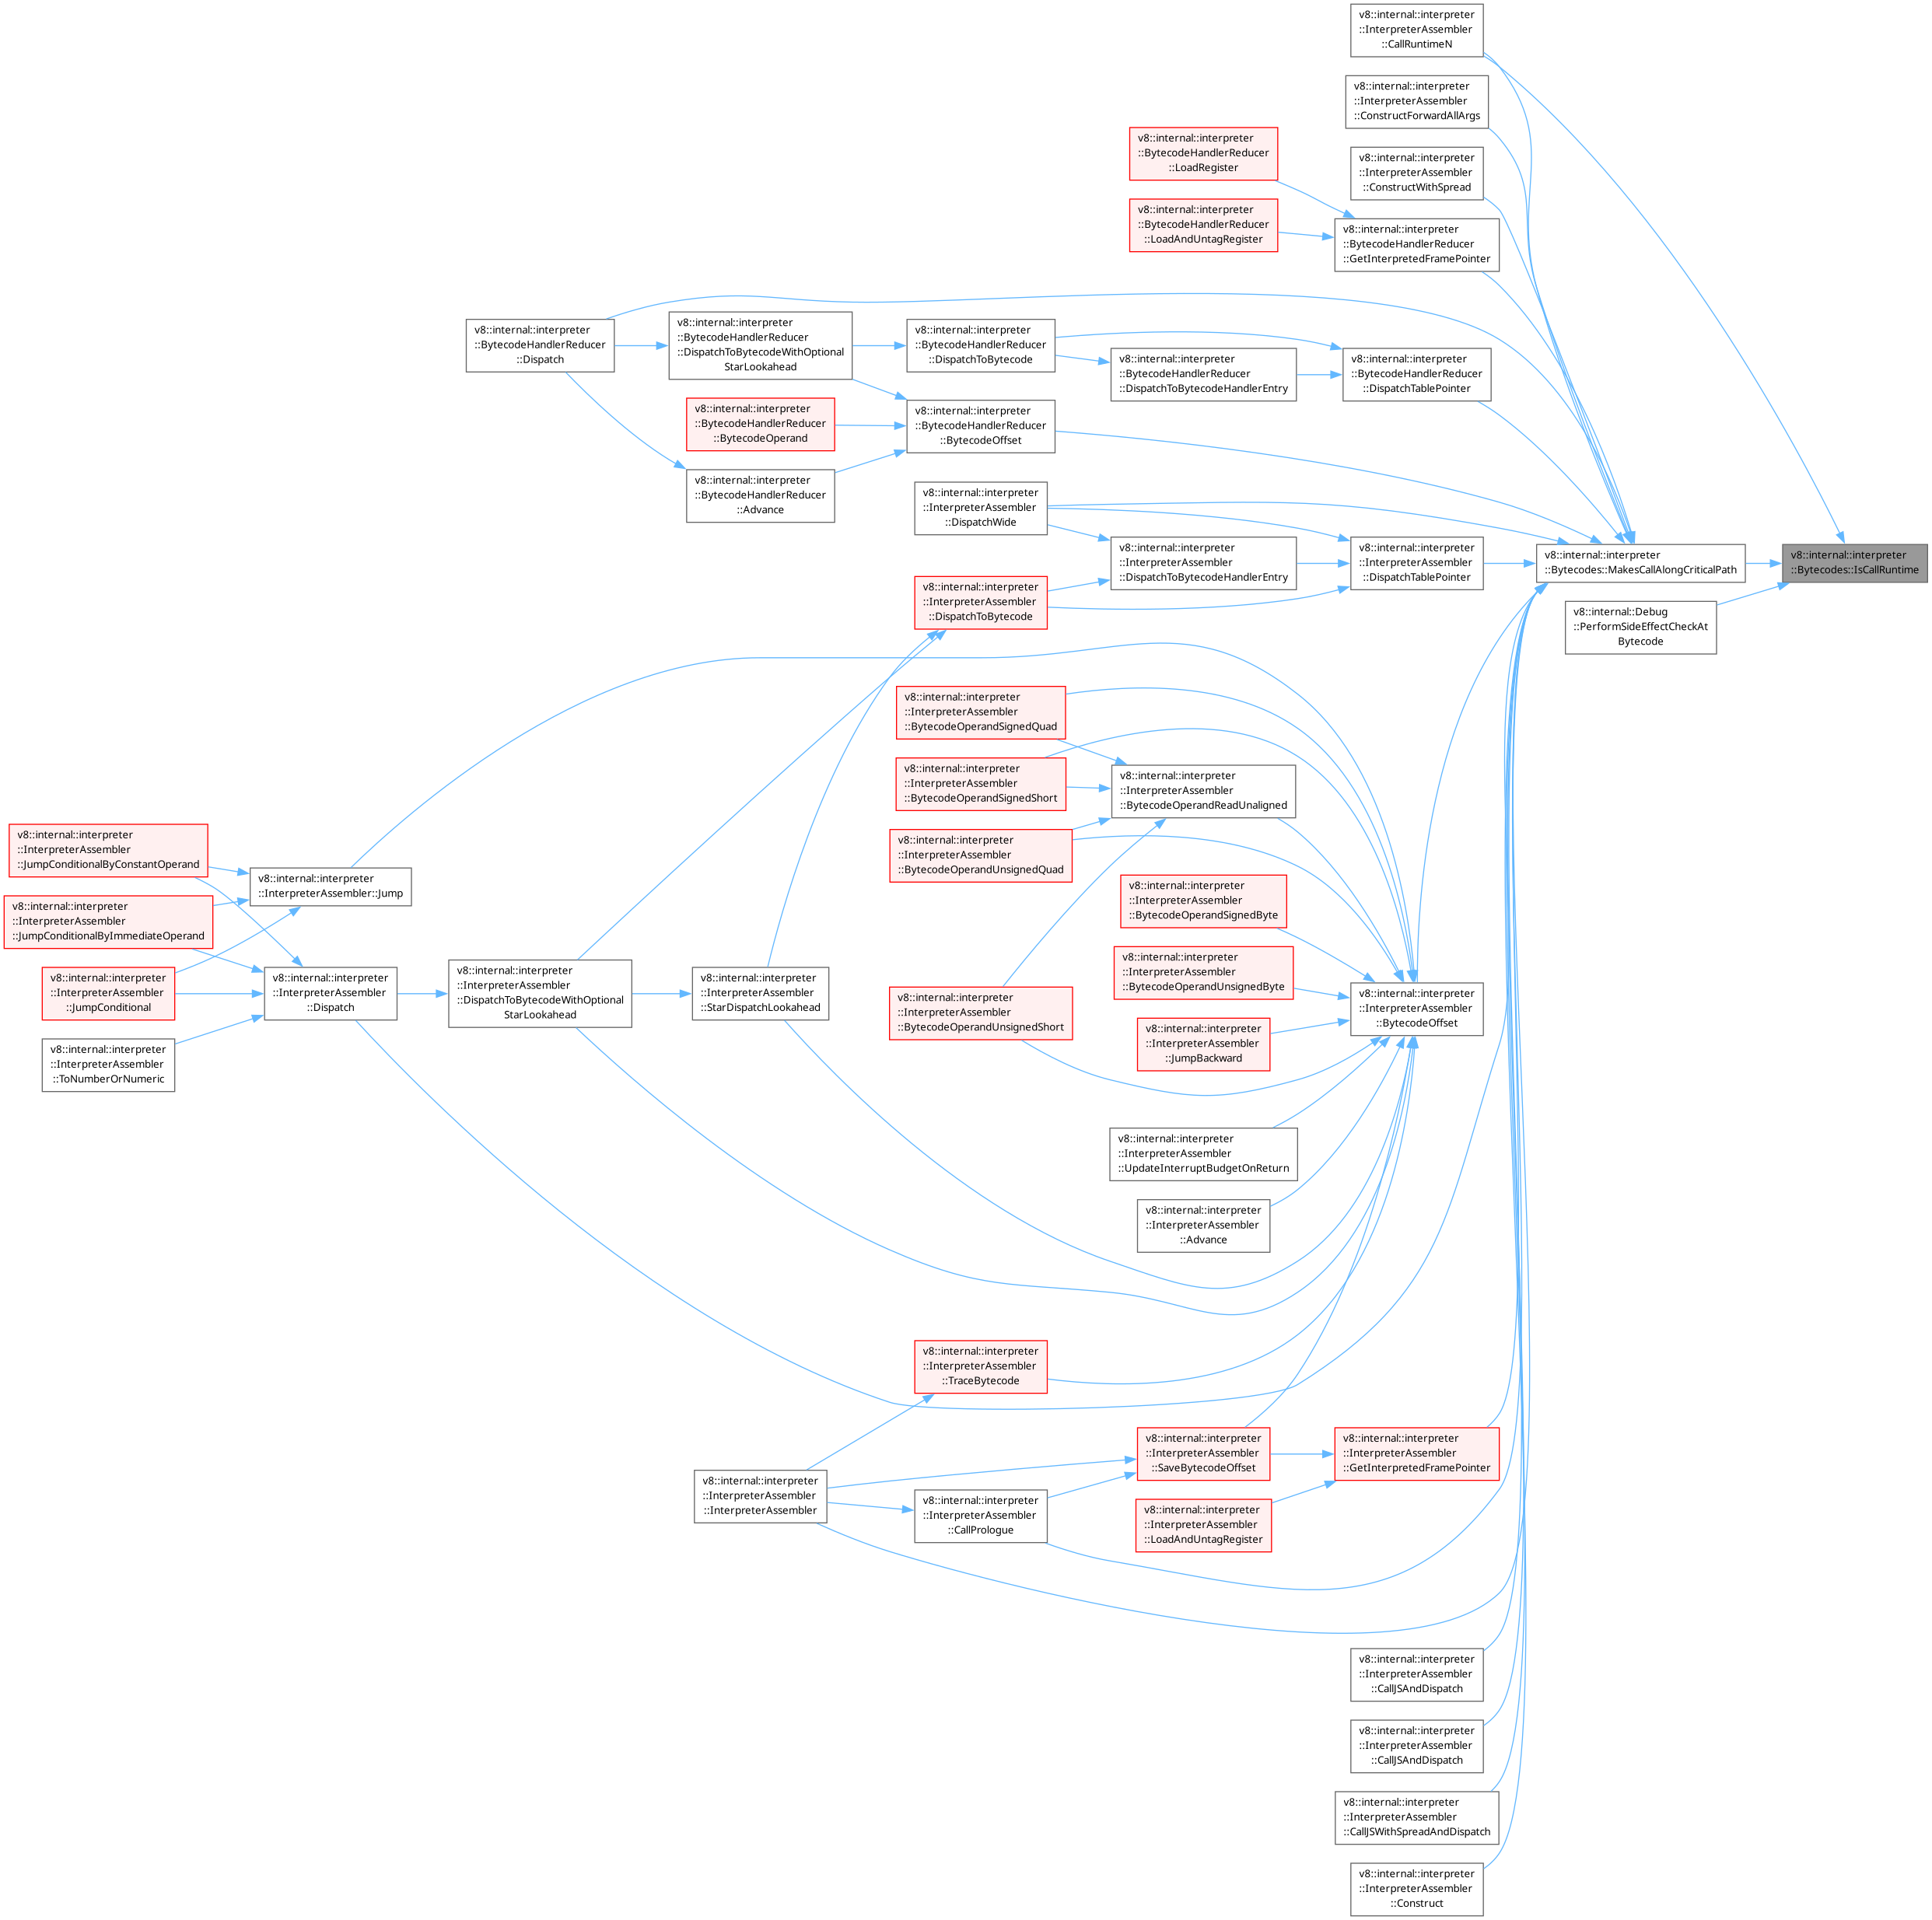 v8::internal::interpreter
::InterpreterAssembler
::CallRuntimeN
v8::internal::interpreter
::InterpreterAssembler
::ConstructForwardAllArgs
v8::internal::interpreter
::BytecodeHandlerReducer
::LoadRegister
v8::internal::interpreter
::InterpreterAssembler
::ConstructWithSpread
v8::internal::interpreter
::BytecodeHandlerReducer
::LoadAndUntagRegister
v8::internal::interpreter
::BytecodeHandlerReducer
::GetInterpretedFramePointer
v8::internal::interpreter
::BytecodeHandlerReducer
::Dispatch
v8::internal::interpreter
::BytecodeHandlerReducer
::DispatchToBytecodeWithOptional
StarLookahead
v8::internal::interpreter
::BytecodeHandlerReducer
::DispatchToBytecode
v8::internal::interpreter
::BytecodeHandlerReducer
::DispatchToBytecodeHandlerEntry
v8::internal::interpreter
::BytecodeHandlerReducer
::DispatchTablePointer
v8::internal::interpreter
::BytecodeHandlerReducer
::BytecodeOperand
v8::internal::interpreter
::BytecodeHandlerReducer
::BytecodeOffset
v8::internal::interpreter
::BytecodeHandlerReducer
::Advance
v8::internal::interpreter
::InterpreterAssembler
::DispatchWide
v8::internal::interpreter
::InterpreterAssembler
::DispatchToBytecodeHandlerEntry
v8::internal::interpreter
::InterpreterAssembler
::DispatchTablePointer
v8::internal::interpreter
::Bytecodes::MakesCallAlongCriticalPath
v8::internal::interpreter
::Bytecodes::IsCallRuntime
v8::internal::interpreter
::InterpreterAssembler
::DispatchToBytecode
v8::internal::Debug
::PerformSideEffectCheckAt
Bytecode
v8::internal::interpreter
::InterpreterAssembler
::BytecodeOperandSignedQuad
v8::internal::interpreter
::InterpreterAssembler
::BytecodeOperandSignedShort
v8::internal::interpreter
::InterpreterAssembler
::BytecodeOperandReadUnaligned
v8::internal::interpreter
::InterpreterAssembler
::BytecodeOperandUnsignedQuad
v8::internal::interpreter
::InterpreterAssembler
::JumpConditionalByConstantOperand
v8::internal::interpreter
::InterpreterAssembler::Jump
v8::internal::interpreter
::InterpreterAssembler
::BytecodeOperandSignedByte
v8::internal::interpreter
::InterpreterAssembler
::JumpConditionalByImmediateOperand
v8::internal::interpreter
::InterpreterAssembler
::BytecodeOperandUnsignedByte
v8::internal::interpreter
::InterpreterAssembler
::JumpConditional
v8::internal::interpreter
::InterpreterAssembler
::Dispatch
v8::internal::interpreter
::InterpreterAssembler
::DispatchToBytecodeWithOptional
StarLookahead
v8::internal::interpreter
::InterpreterAssembler
::StarDispatchLookahead
v8::internal::interpreter
::InterpreterAssembler
::BytecodeOperandUnsignedShort
v8::internal::interpreter
::InterpreterAssembler
::BytecodeOffset
v8::internal::interpreter
::InterpreterAssembler
::JumpBackward
v8::internal::interpreter
::InterpreterAssembler
::ToNumberOrNumeric
v8::internal::interpreter
::InterpreterAssembler
::UpdateInterruptBudgetOnReturn
v8::internal::interpreter
::InterpreterAssembler
::Advance
v8::internal::interpreter
::InterpreterAssembler
::TraceBytecode
v8::internal::interpreter
::InterpreterAssembler
::SaveBytecodeOffset
v8::internal::interpreter
::InterpreterAssembler
::GetInterpretedFramePointer
v8::internal::interpreter
::InterpreterAssembler
::InterpreterAssembler
v8::internal::interpreter
::InterpreterAssembler
::CallPrologue
v8::internal::interpreter
::InterpreterAssembler
::LoadAndUntagRegister
v8::internal::interpreter
::InterpreterAssembler
::CallJSAndDispatch
v8::internal::interpreter
::InterpreterAssembler
::CallJSAndDispatch
v8::internal::interpreter
::InterpreterAssembler
::CallJSWithSpreadAndDispatch
v8::internal::interpreter
::InterpreterAssembler
::Construct